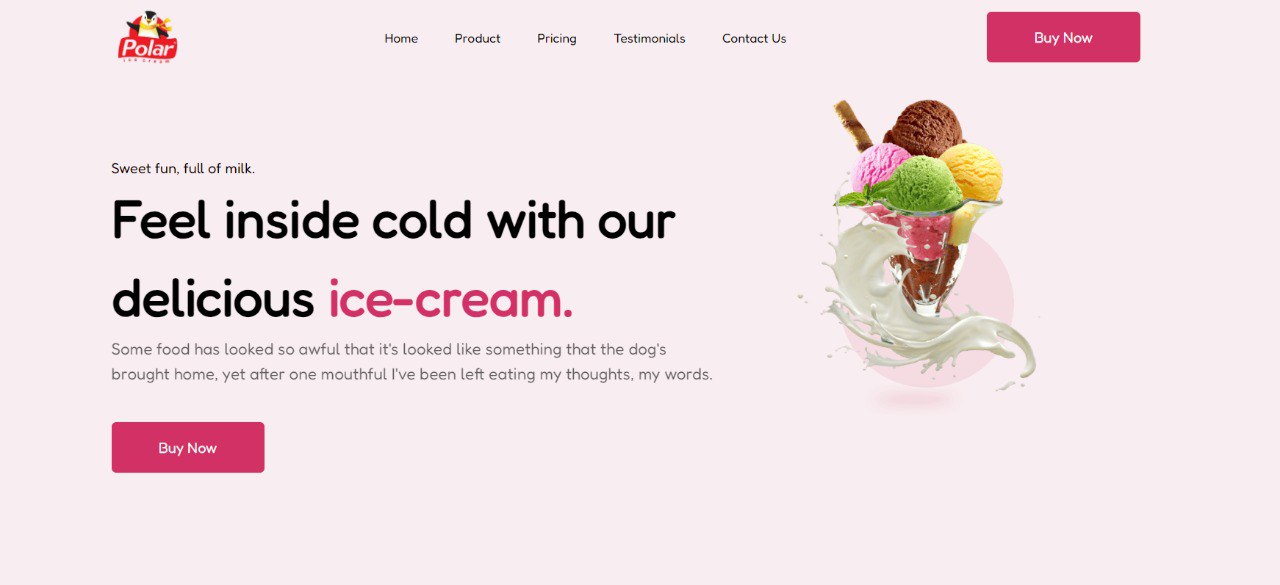 Polar
ice cream
Home Product Pricing Testimonials Contact Us
Buy Now
Sweet fun, full of milk.
Feel inside cold with our
delicious ice-cream.
Some food has looked so awful that it's looked like something that the dog's
brought home, yet after one mouthful I've been left eating my thoughts, my words.
Buy Now